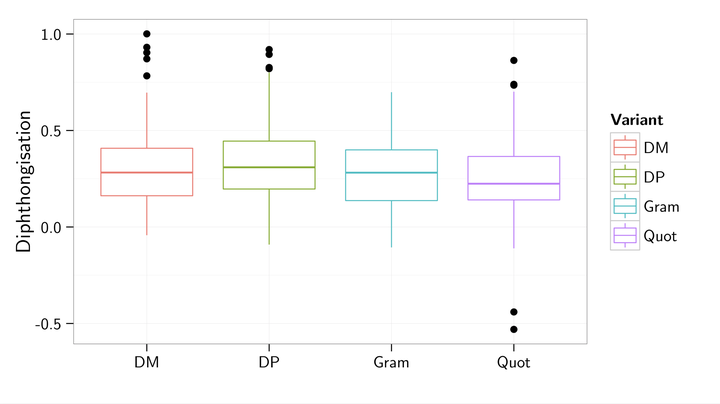 Diphthongisation
1.0
0.5
0.0
-0.5
DM DP Gram Quot
Variant
DM
DP
Gram
Quot